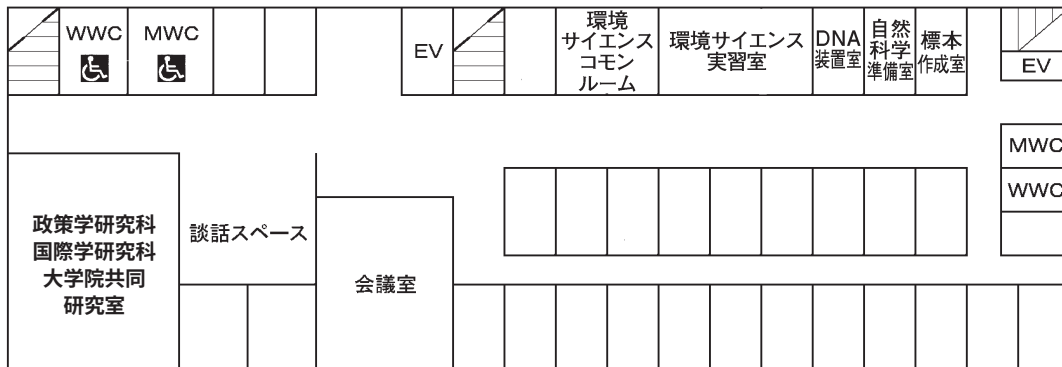 WWC
MWC
EV
環境
サイエンス
コモン
ルーム
環境サイエンス
実習室
DNA
装置室
自然
科学
準備室
標本
作成室
EV
MWC
WWC
政策学研究科
国際学研究科
大学院共同
研究室
談話スペース
会議室